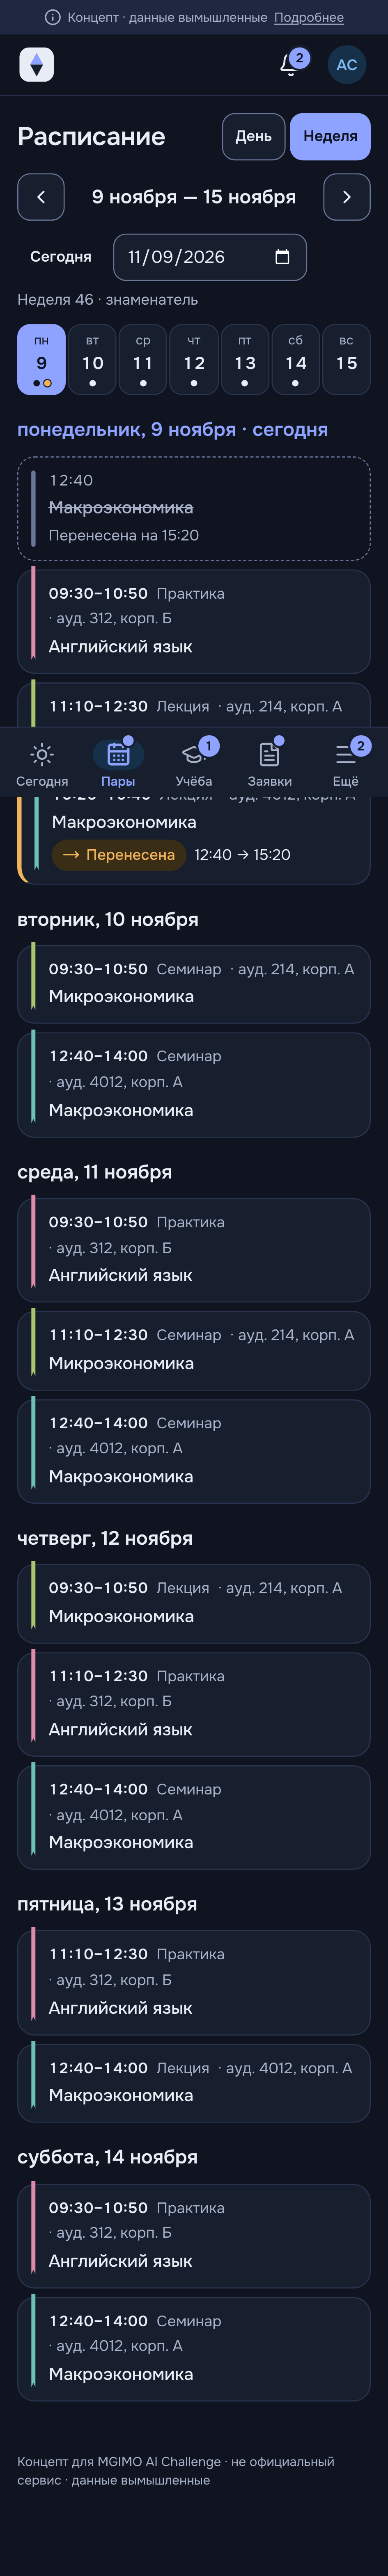 Концепт · данные вымышленные Подробнее
2
АС
Расписание
День
Неделя
9 ноября — 15 ноября
Сегодня
11/09/2026
Неделя 46 · знаменатель
пн
вт
ср
чт
пт
сб
вс
9
10
11
12
13
14
15
понедельник, 9 ноября · сегодня
12:40
Макроэкономика
Перенесена на 15:20
09:30–10:50 Практика
· ауд. 312, корп. Б
Английский язык
11:10–12:30 Лекция · ауд. 214, корп. А
1
2
Сегодня
Пары
Учёба
Заявки
Ещё
Макроэкономика
→ Перенесена 12:40 → 15:20
вторник, 10 ноября
09:30–10:50 Семинар · ауд. 214, корп. А
Микроэкономика
12:40–14:00 Семинар
· ауд. 4012, корп. А
Макроэкономика
среда, 11 ноября
09:30–10:50 Практика
· ауд. 312, корп. Б
Английский язык
11:10–12:30 Семинар · ауд. 214, корп. А
Микроэкономика
12:40–14:00 Семинар
· ауд. 4012, корп. А
Макроэкономика
четверг, 12 ноября
09:30–10:50 Лекция · ауд. 214, корп. А
Микроэкономика
11:10–12:30 Практика
· ауд. 312, корп. Б
Английский язык
12:40–14:00 Семинар
· ауд. 4012, корп. А
Макроэкономика
пятница, 13 ноября
11:10–12:30 Практика
· ауд. 312, корп. Б
Английский язык
12:40–14:00 Лекция · ауд. 4012, корп. А
Макроэкономика
суббота, 14 ноября
09:30–10:50 Практика
· ауд. 312, корп. Б
Английский язык
12:40–14:00 Семинар
· ауд. 4012, корп. А
Макроэкономика
Концепт для MGIMO AI Challenge · не официальный
сервис · данные вымышленные